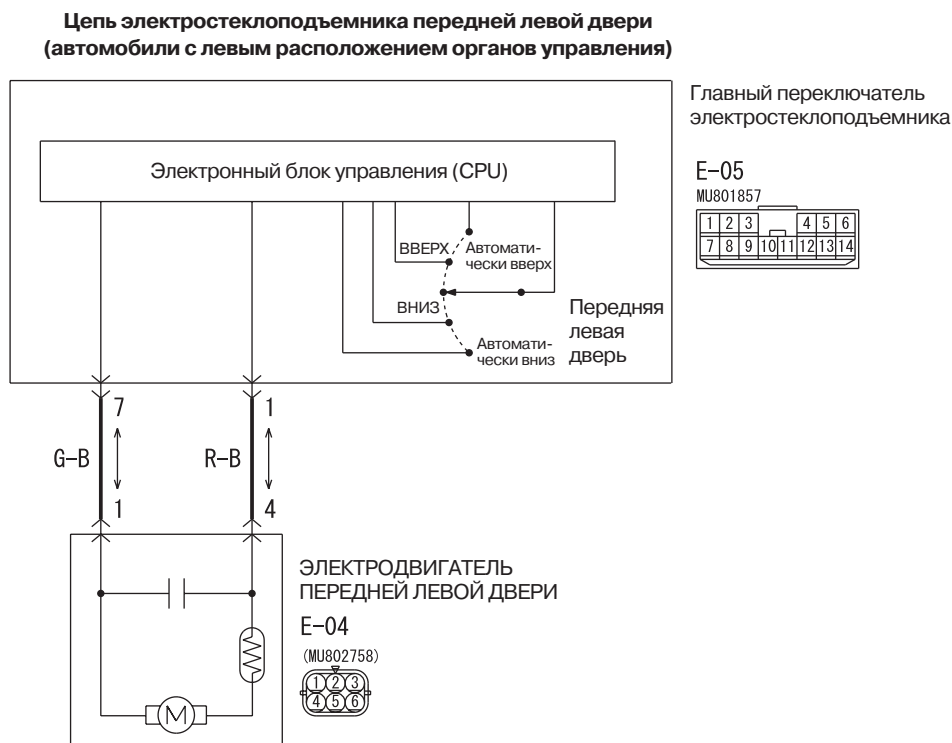 Цепь электростеклоподъемника передней левой двери
(автомобили с левым расположением органов управления)
Главный переключатель
электростеклоподъемника
Электронный блок управления (CPU)
E-05
MU801857
1 2 3 4 5 6
7 8 9 10 11 12 13 14
ВВЕРХ
Автомати-
чески вверх
ВНИЗ
Передняя
левая
дверь
Автомати-
чески вниз
7 1
G-B R-B
1 4
ЭЛЕКТРОДВИГАТЕЛЬ
ПЕРЕДНЕЙ ЛЕВОЙ ДВЕРИ
E-04
(MU802758)
1 2 3
4 5 6
M